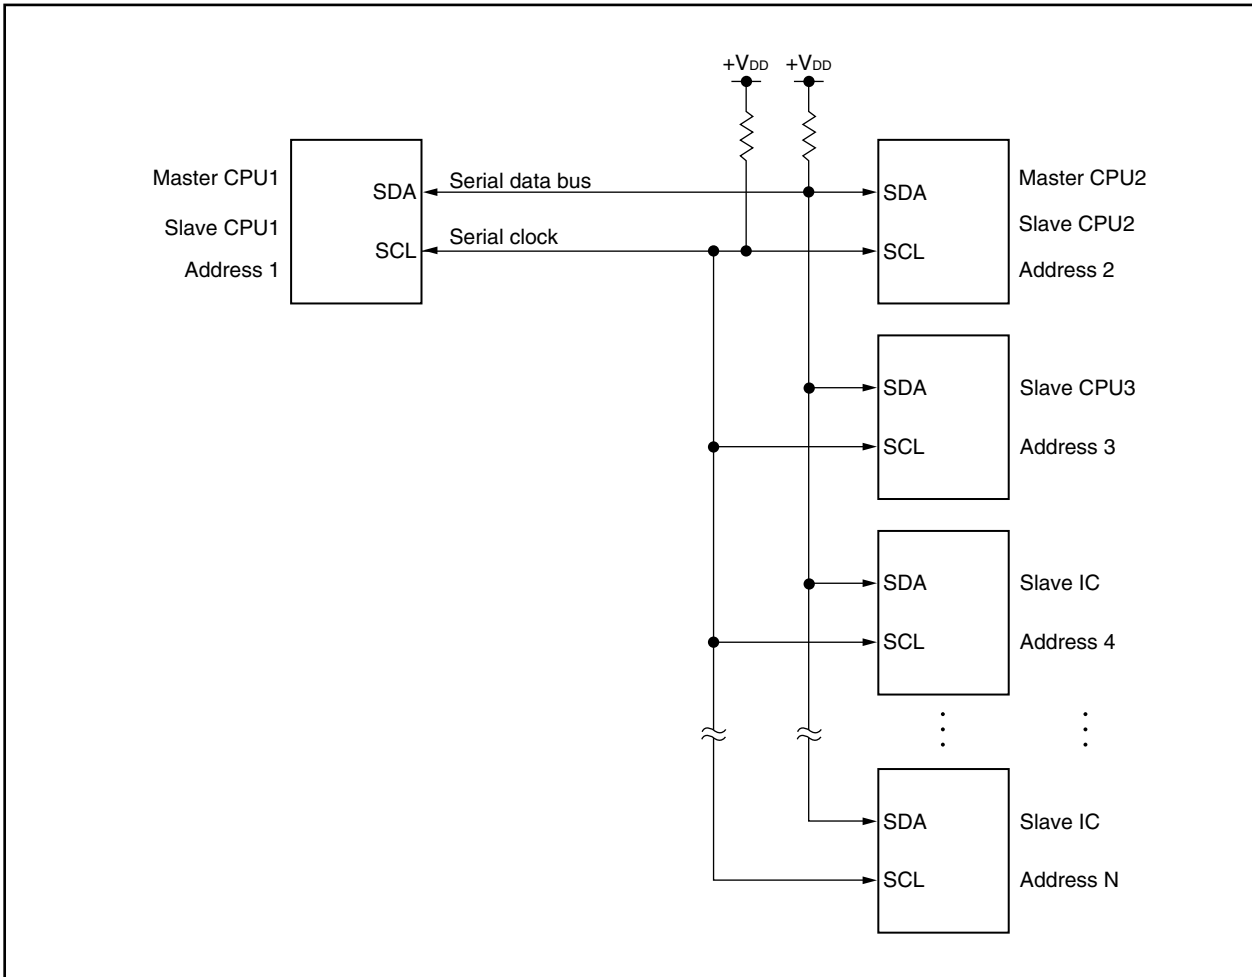 +VDD +VDD
Master CPU1
Slave CPU1
Address 1
SDA
SCL
Serial data bus
Serial clock
SDA
SCL
Master CPU2
Slave CPU2
Address 2
SDA
SCL
Slave CPU3
Address 3
SDA
SCL
Slave IC
Address 4
SDA
SCL
Slave IC
Address N